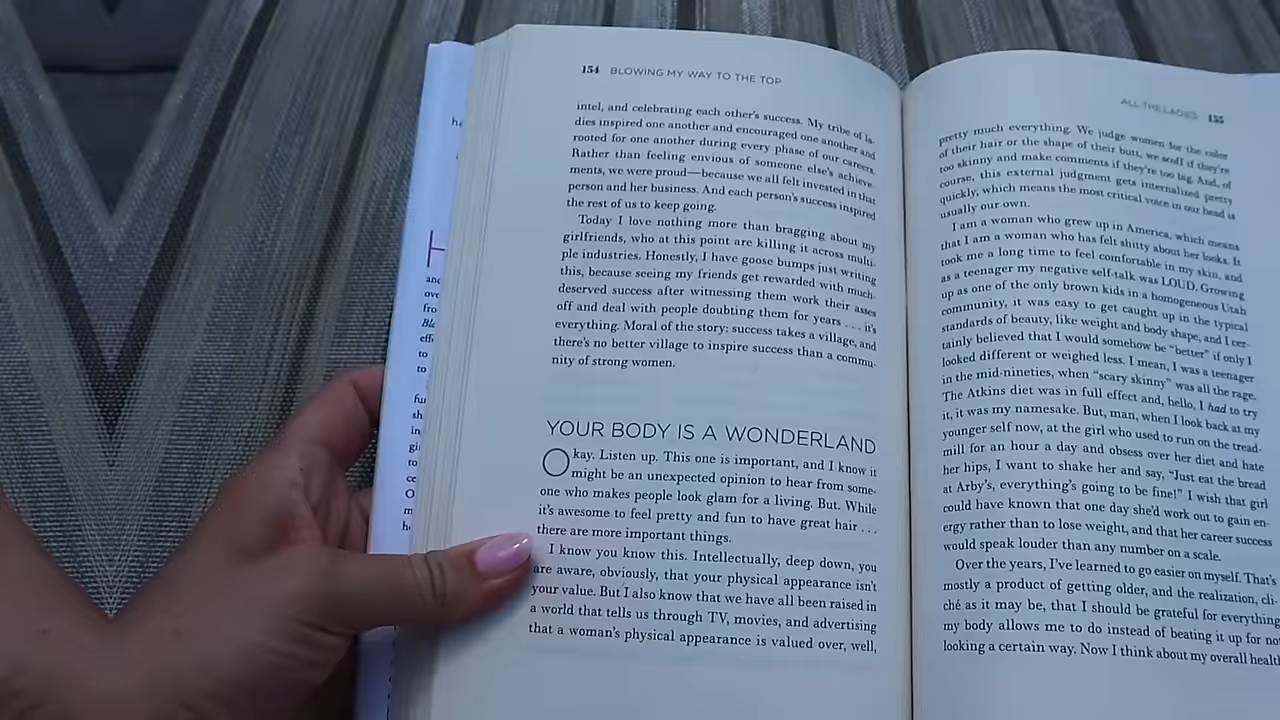 154 BLOWING MY WAY TO THE TOP
intel, and celebrating each other's success. My tribe of la-
dies inspired one another and encouraged one another and
rooted for one another during every phase of our careers.
Rather than feeling envious of someone else's achieve-
ments, we were proud—because we all felt invested in that
person and her business. And each person's success inspired
the rest of us to keep going.
Today I love nothing more than bragging about my
girlfriends, who at this point are killing it across multi-
ple industries. Honestly, I have goose bumps just writing
this, because seeing my friends get rewarded with much-
deserved success after witnessing them work their asses
off and deal with people doubting them for years . . . it's
everything. Moral of the story: success takes a village, and
there's no better village to inspire success than a commu-
nity of strong women.
YOUR BODY IS A WONDERLAND
Okay. Listen up. This one is important, and I know it
might be an unexpected opinion to hear from some-
one who makes people look glam for a living. But. While
it's awesome to feel pretty and fun to have great hair . . .
there are more important things.
I know you know this. Intellectually, deep down, you
are aware, obviously, that your physical appearance isn't
your value. But I also know that we have all been raised in
a world that tells us through TV, movies, and advertising
that a woman's physical appearance is valued over, well,
ALL THE LADIES 155
pretty much everything. We judge women for the color
of their hair or the shape of their butt, we scoff if they're
too skinny and make comments if they're too big. And, of
course, this external judgment gets internalized pretty
quickly, which means the most critical voice in our head is
usually our own.
I am a woman who grew up in America, which means
that I am a woman who has felt shitty about her looks. It
took me a long time to feel comfortable in my skin, and
as a teenager my negative self-talk was LOUD. Growing
up as one of the only brown kids in a homogeneous Utah
community, it was easy to get caught up in the typical
standards of beauty, like weight and body shape, and I cer-
tainly believed that I would somehow be "better" if only I
looked different or weighed less. I mean, I was a teenager
in the mid-nineties, when "scary skinny" was all the rage.
The Atkins diet was in full effect and, hello, I had to try
it, it was my namesake. But, man, when I look back at my
younger self now, at the girl who used to run on the tread-
mill for an hour a day and obsess over her diet and hate
her hips, I want to shake her and say, "Just eat the bread
at Arby's, everything's going to be fine!" I wish that girl
could have known that one day she'd work out to gain en-
ergy rather than to lose weight, and that her career success
would speak louder than any number on a scale.
Over the years, I've learned to go easier on myself. That's
mostly a product of getting older, and the realization, cli-
ché as it may be, that I should be grateful for everything
my body allows me to do instead of beating it up for not
looking a certain way. Now I think about my overall health